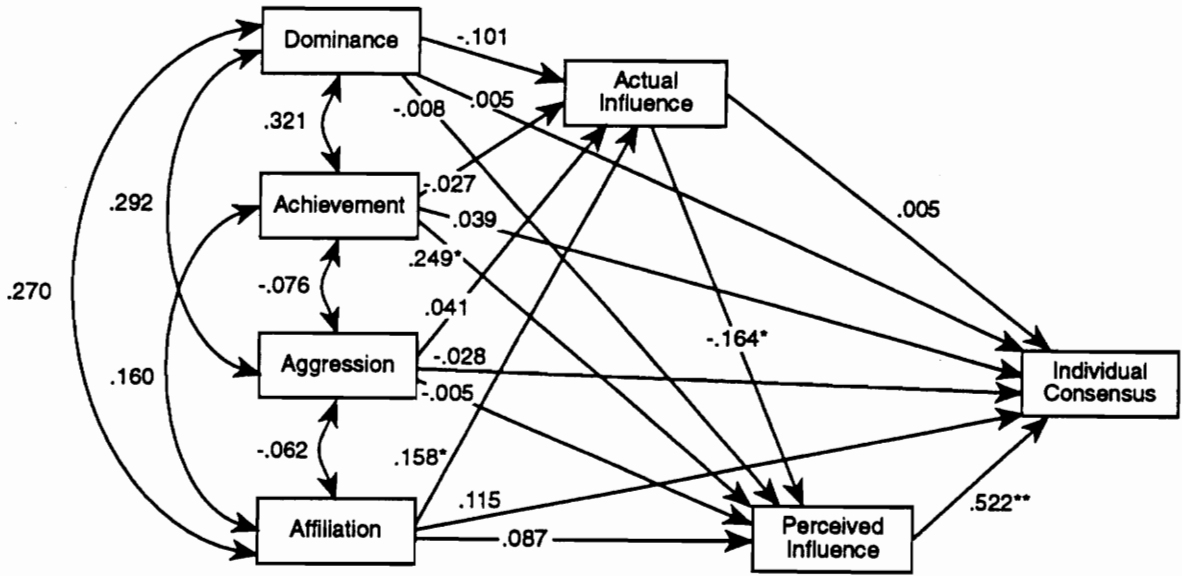 Dominance
-.101
Actual
Influence
-.008
.005
.321
Achievement
-.027
.292
.039
.005
.249*
-.076
.270
.041
-.164*
Aggression
-.028
Individual
Consensus
.160
-.005
-.062
.158*
.115
.522**
Affiliation
.087
Perceived
Influence